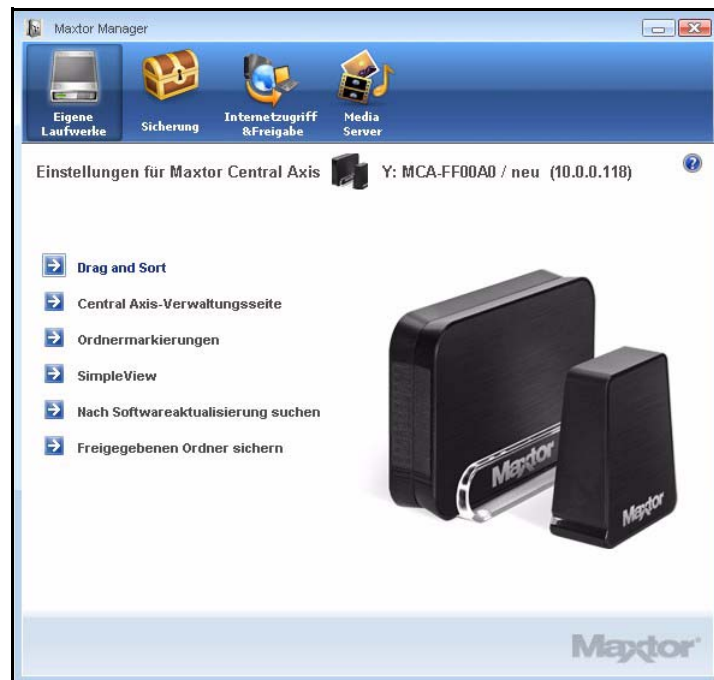 Maxtor Manager
Eigene
Laufwerke
Sicherung
Internetzugriff
&Freigabe
Media
Server
Einstellungen für Maxtor Central Axis
Y: MCA-FF00A0 / neu (10.0.0.118)
?
Drag and Sort
Central Axis-Verwaltungsseite
Ordnermarkierungen
SimpleView
Nach Softwareaktualisierung suchen
Freigegebenen Ordner sichern
Maxtor
Maxtor
Maxtor